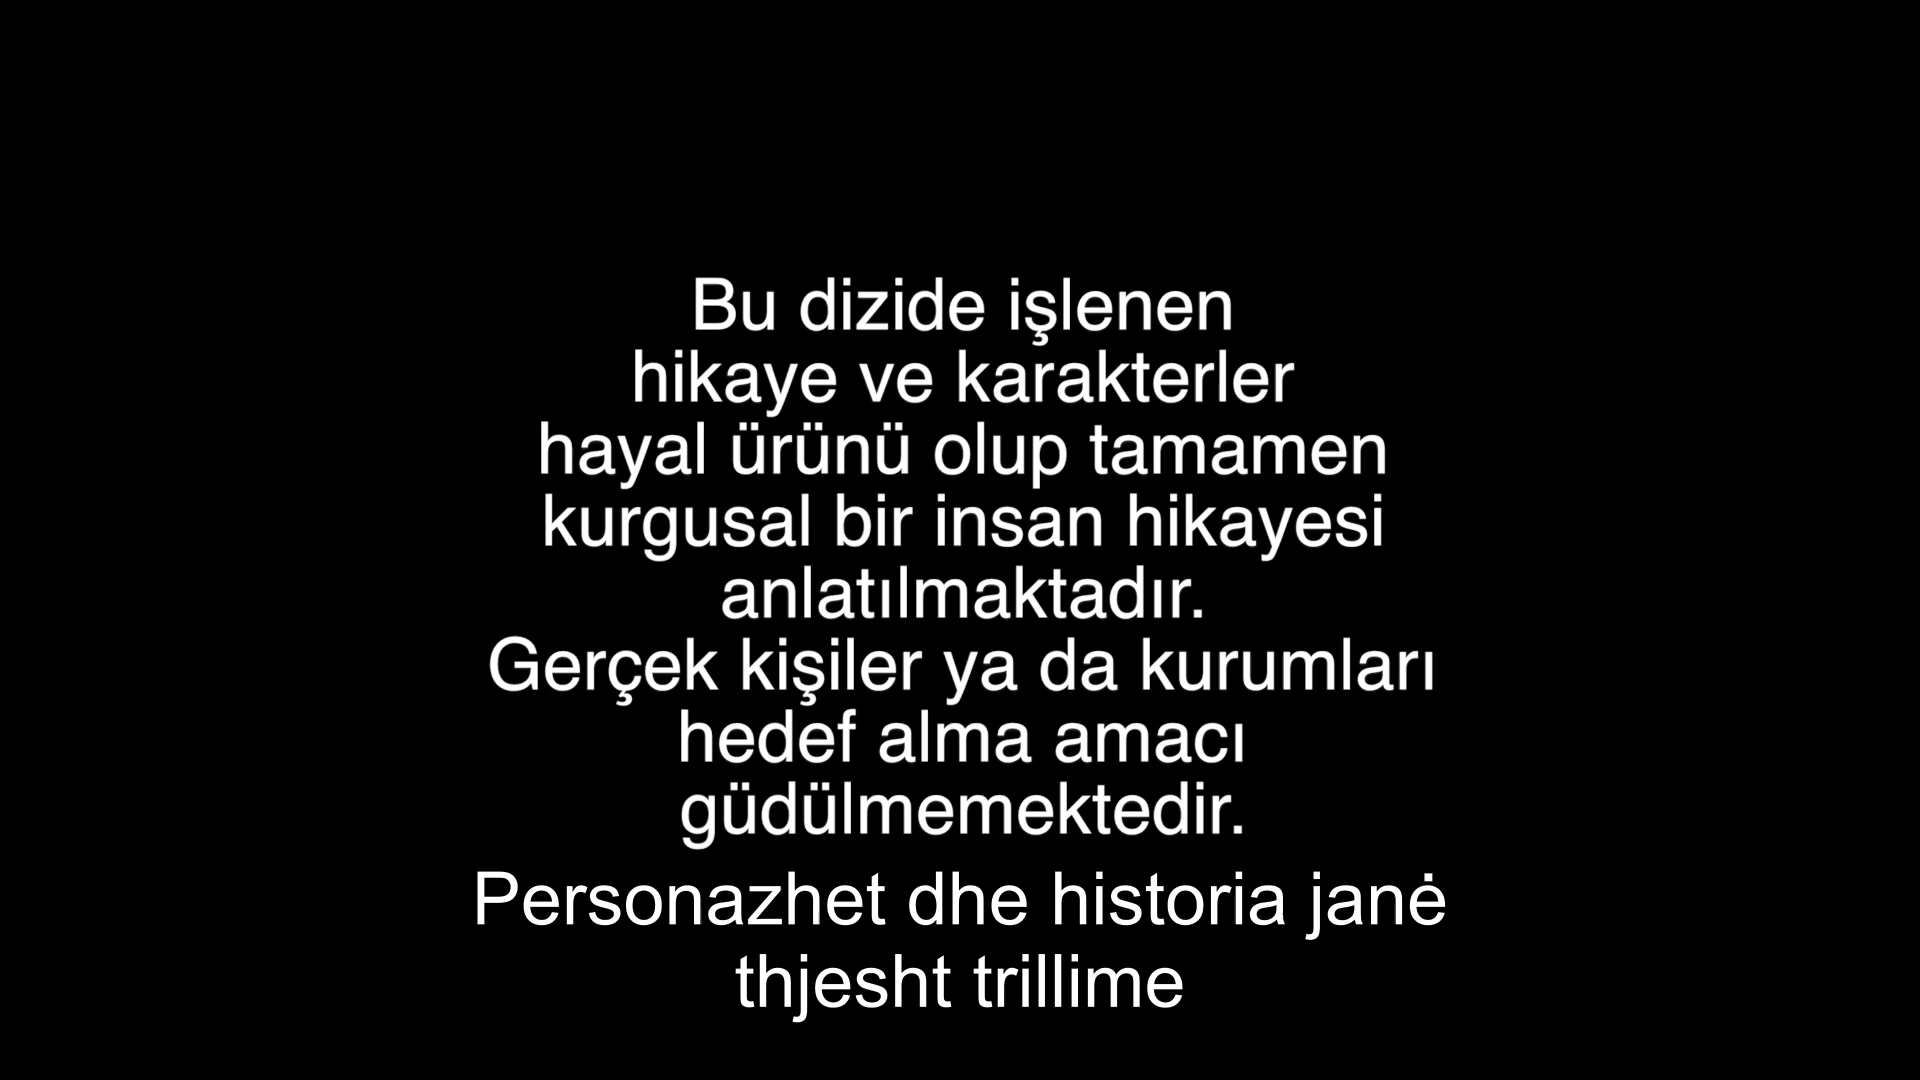 Bu dizide işlenen
hikaye ve karakterler
hayal ürünü olup tamamen
kurgusal bir insan hikayesi
anlatılmaktadır.
Gerçek kişiler ya da kurumları
hedef alma amacı
güdülmemektedir.
Personazhet dhe historia janė
thjesht trillime